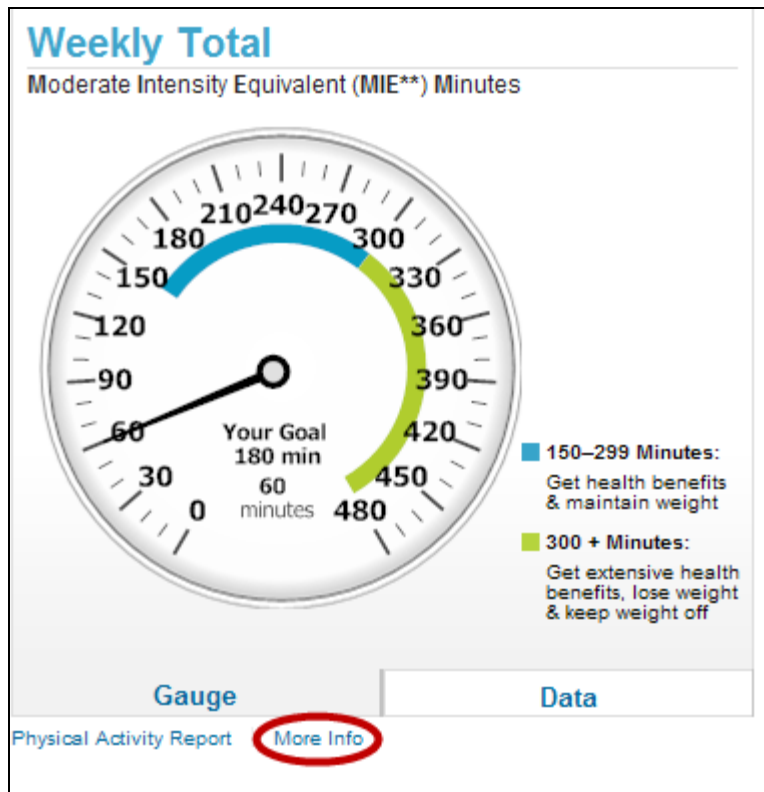 Weekly Total
Moderate Intensity Equivalent (MIE**) Minutes
240
210 270
180 300
150 330
120 360
90 390
60 420
30 450
0 480
Your Goal
180 min
60
minutes
150–299 Minutes:
Get health benefits
& maintain weight
300 + Minutes:
Get extensive health
benefits, lose weight
& keep weight off
Gauge Data
Physical Activity Report More Info